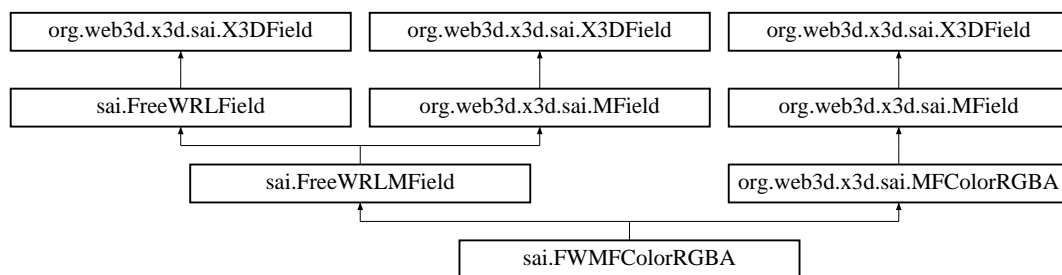 org.web3d.x3d.sai.X3DField org.web3d.x3d.sai.X3DField org.web3d.x3d.sai.X3DField
sai.FreeWRLField org.web3d.x3d.sai.MField org.web3d.x3d.sai.MField
sai.FreeWRLMField org.web3d.x3d.sai.MFColorRGBA
sai.FWMFColorRGBA